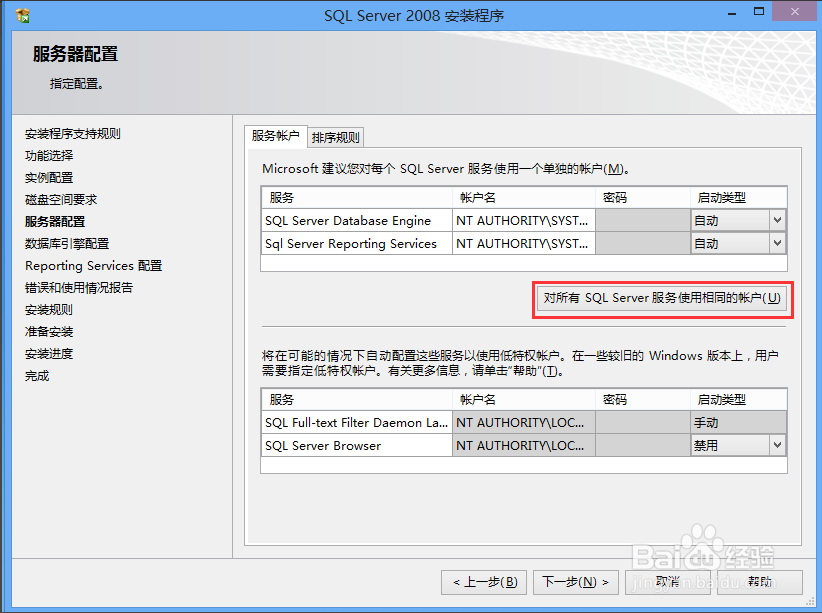 SQL Server 2008 安装程序
服务器配置
指定配置。
安装程序支持规则
功能选择
实例配置
磁盘空间要求
服务器配置
数据库引擎配置
Reporting Services 配置
错误和使用情况报告
安装规则
准备安装
安装进度
完成
服务帐户 排序规则
Microsoft 建议您对每个 SQL Server 服务使用一个单独的帐户(M)。
服务 帐户名 密码 启动类型
SQL Server Database Engine NT AUTHORITY\SYST... 自动
Sql Server Reporting Services NT AUTHORITY\SYST... 自动
对所有 SQL Server 服务使用相同的帐户(U)
将在可能的情况下自动配置这些服务以使用低特权帐户。在一些较旧的 Windows 版本上，用户
需要指定低特权帐户。有关更多信息，请单击“帮助”(T)。
服务 帐户名 密码 启动类型
SQL Full-text Filter Daemon La... NT AUTHORITY\LOC... 手动
SQL Server Browser NT AUTHORITY\LOC... 禁用
< 上一步(B) 下一步(N) > 取消 帮助
Baidu 经验
jingyan.baidu.com